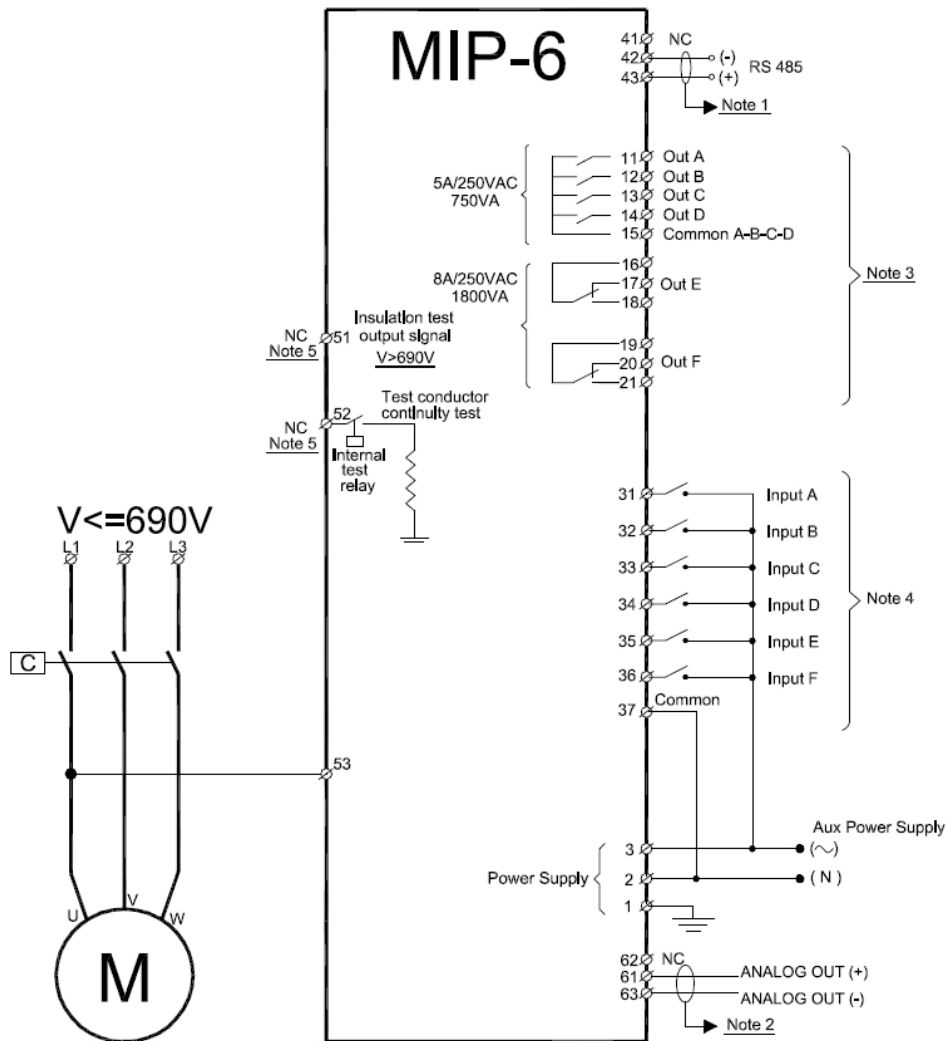 MIP-6
41 NC
42 (-)
43 (+)
RS 485
Note 1
5A/250VAC
750VA
11 Out A
12 Out B
13 Out C
14 Out D
15 Common A-B-C-D
8A/250VAC
1800VA
16
17 Out E
18
19
20 Out F
21
Note 3
NC
Note 5
51
Insulation test
output signal
V>690V
NC
Note 5
52
Test conductor
continuity test
Internal
test
relay
31 Input A
32 Input B
33 Input C
34 Input D
35 Input E
36 Input F
37 Common
Note 4
V<=690V
L1 L2 L3
C
53
U V W
M
Power Supply
3
2
1
Aux Power Supply
(~)
( N )
62 NC
61 ANALOG OUT (+)
63 ANALOG OUT (-)
Note 2